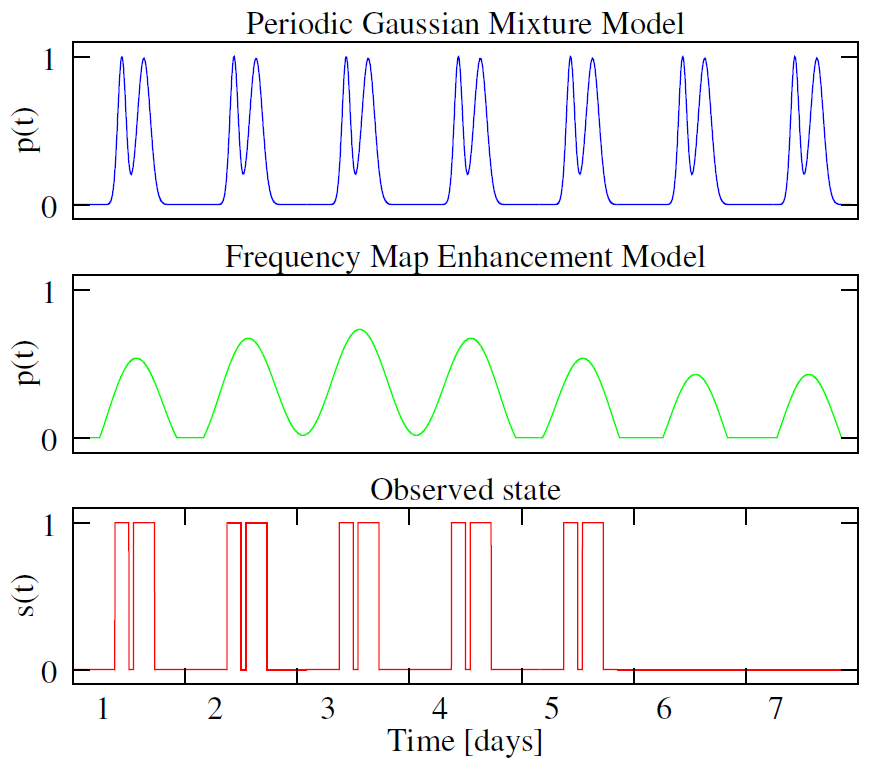 Periodic Gaussian Mixture Model
1
p(t)
0
Frequency Map Enhancement Model
1
p(t)
0
Observed state
1
s(t)
0
1 2 3 4 5 6 7
Time [days]